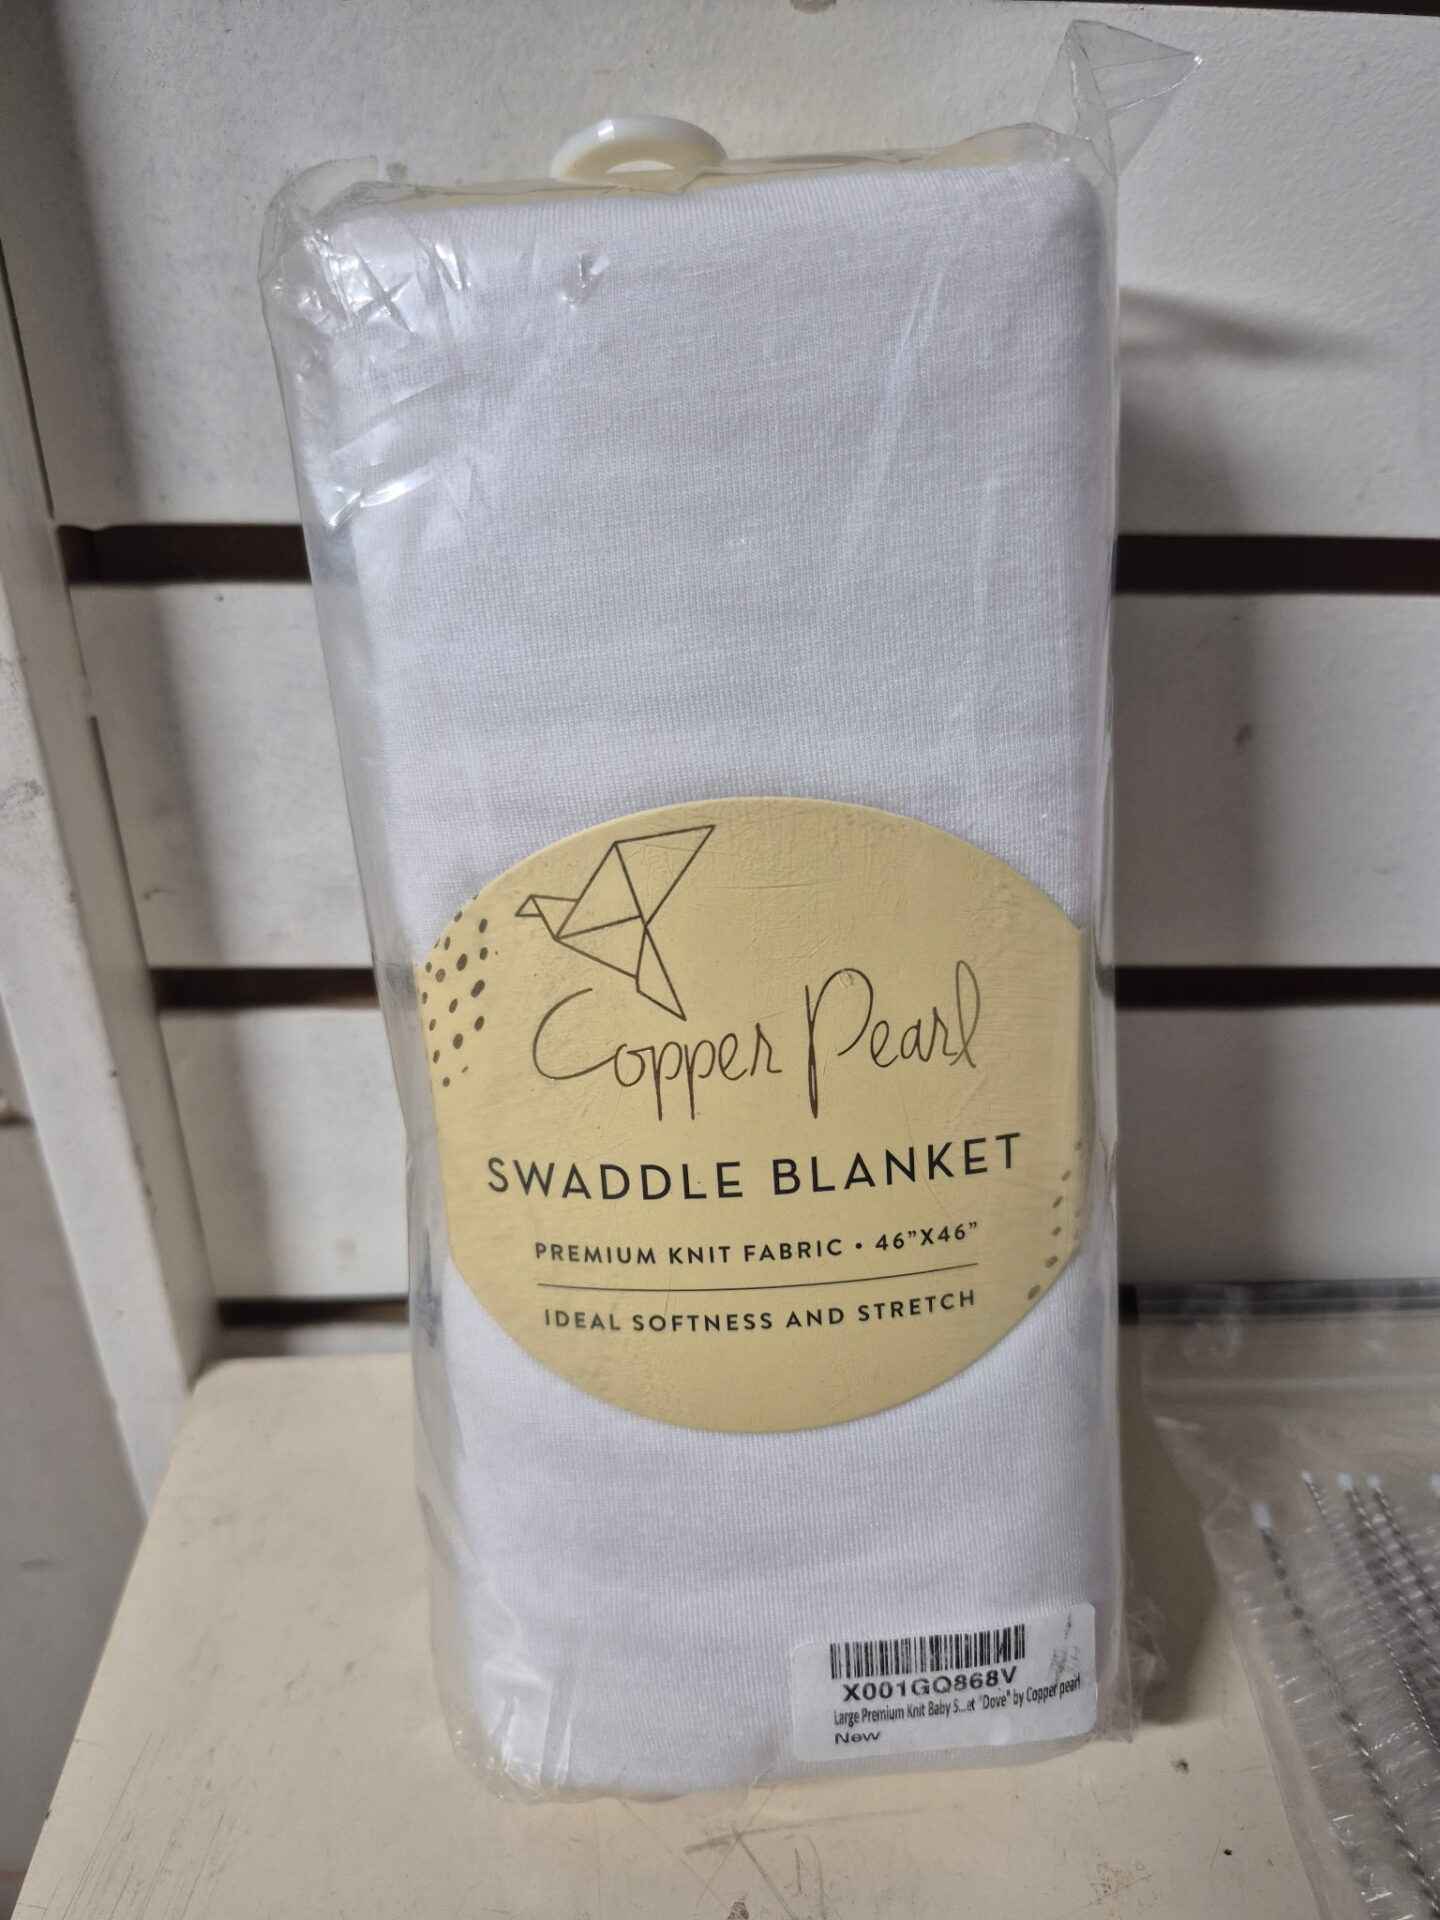 Copper Pearl
SWADDLE BLANKET
PREMIUM KNIT FABRIC • 46”X46”
IDEAL SOFTNESS AND STRETCH
X001GQ868V
Large Premium Knit Baby S...et "Dove" by Copper pearl
New